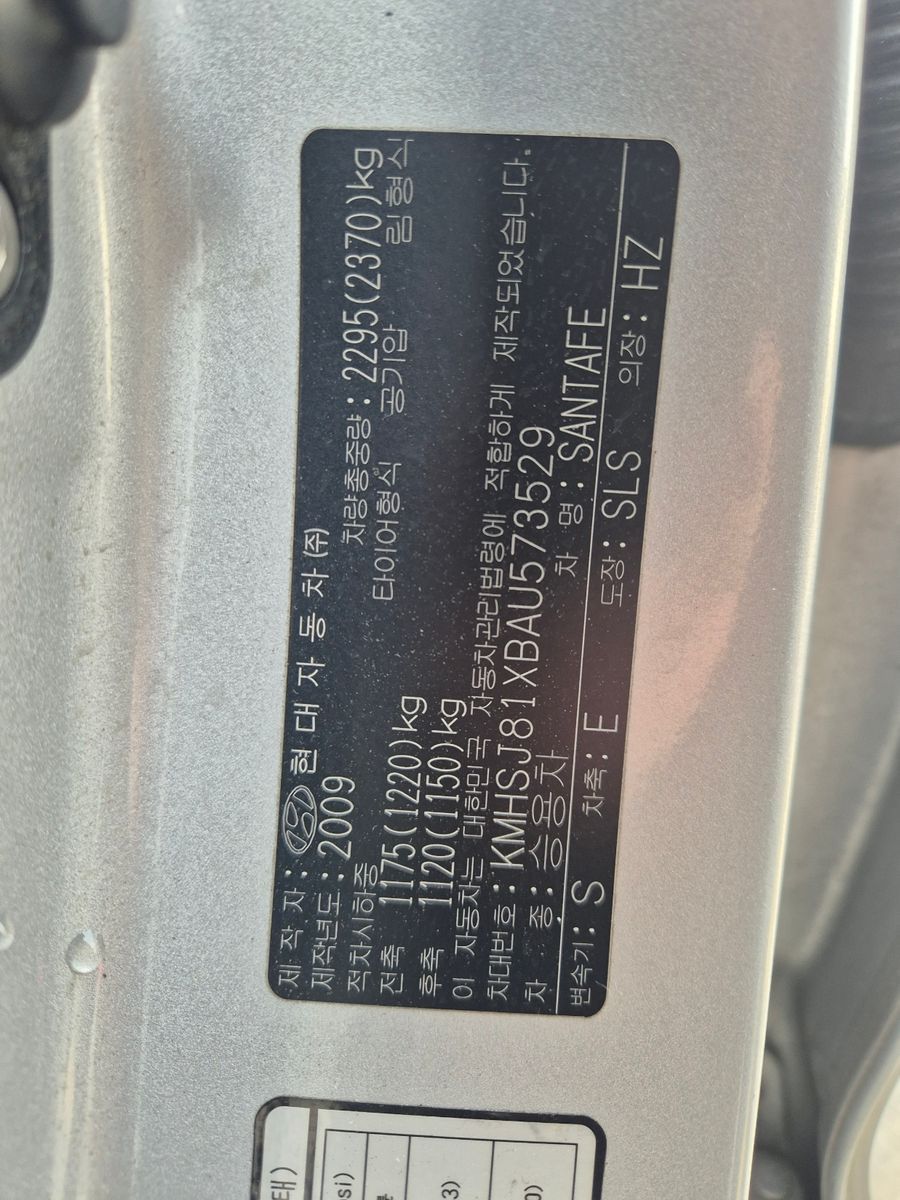 제 작 자 : 현 대 자 동 차 (주)
제작년도 : 2009 차량총중량 : 2295(2370)kg
적차시하중 타이어형식 공기압 림형식
전축 1175(1220)kg
후축 1120(1150)kg
이 자동차는 대한민국 자동차관리법령에 적합하게 제작되었습니다.
차대번호 : KMHSJ81XBAU573529
차 종 : 승용차 차 명 : SANTAFE
변속기 : S 차축 : E 도장 : SLS 의장 : HZ